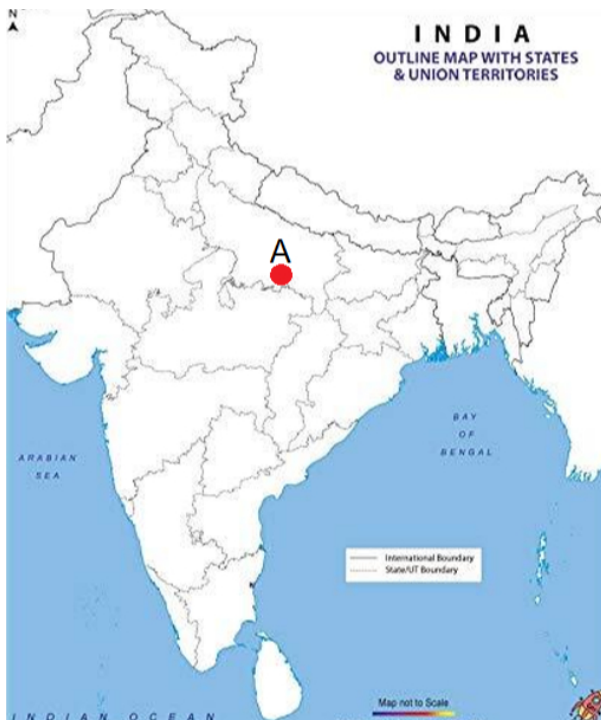 N
INDIA
OUTLINE MAP WITH STATES
& UNION TERRITORIES
A
ARABIAN
SEA
BAY
OF
BENGAL
International Boundary
State/UT Boundary
Map not to Scale
INDIAN OCEAN